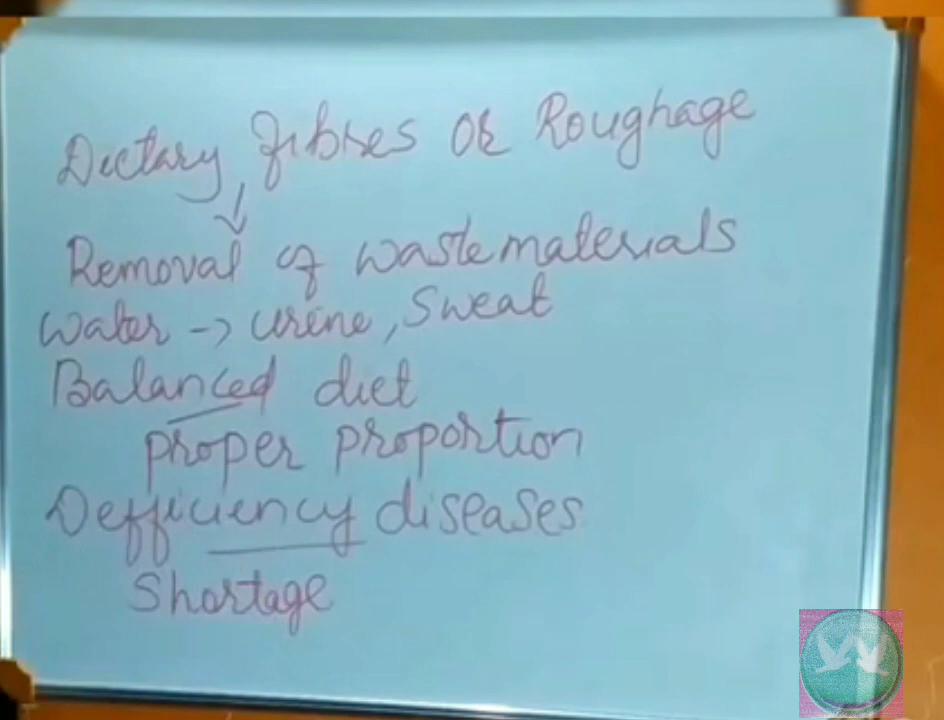 Dietary fibres OR Roughage
↓
Removal of waste materials
Water -> urine, Sweat
Balanced diet
proper proportion
Defficiency diseases
Shortage